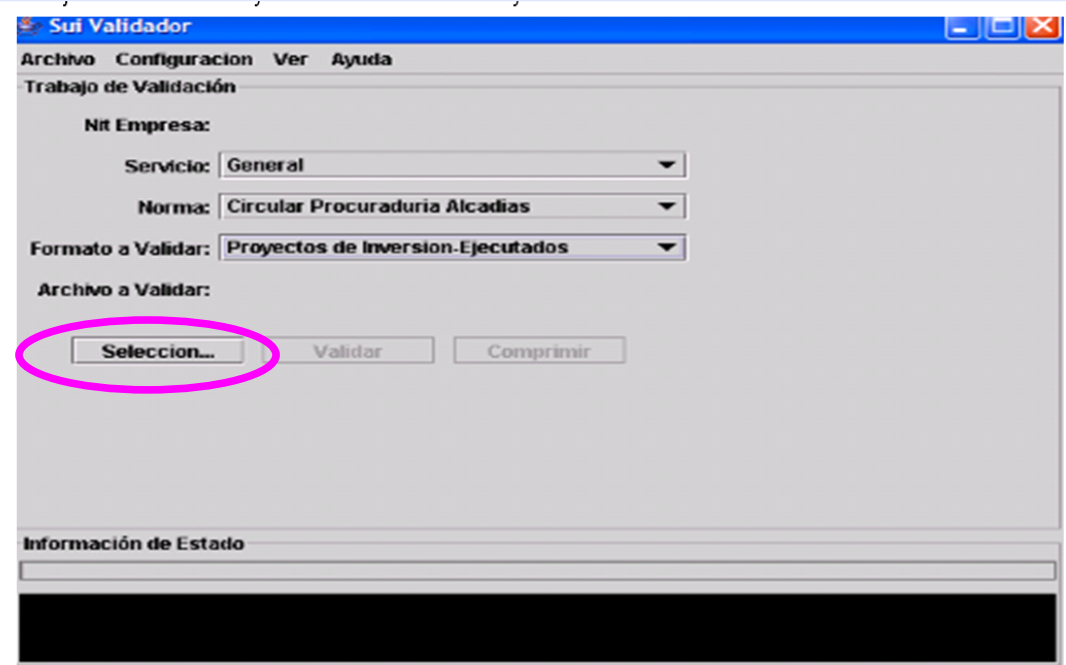 Sui Validador
Archivo Configuracion Ver Ayuda
Trabajo de Validación
Nit Empresa:
Servicio: General
Norma: Circular Procuraduria Alcadias
Formato a Validar: Proyectos de Inversion-Ejecutados
Archivo a Validar:
Seleccion... Validar Comprimir
Información de Estado